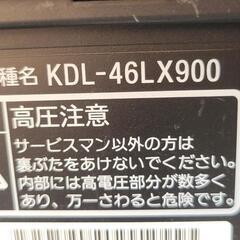 種名 KDL-46LX900
高圧注意
サービスマン以外の方は
裏ぶたをあけないでください。
内部には高電圧部分が数多く
あり、万一さわると危険です。